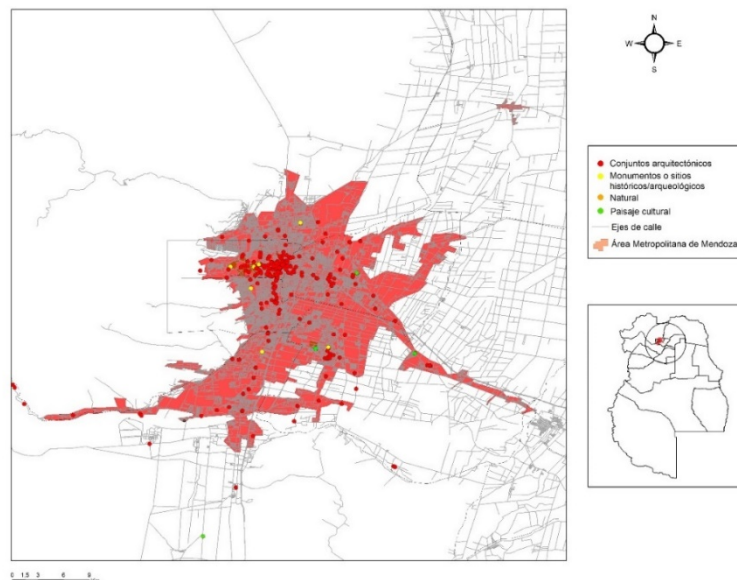 N
W E
S
Conjuntos arquitectónicos
Monumentos o sitios
históricos/arqueológicos
Natural
Paisaje cultural
Ejes de calle
Área Metropolitana de Mendoza
0 1,5 3 6 9